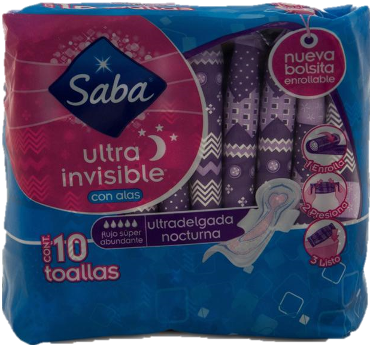 Saba
ultra
invisible
con alas
flujo súper
abundante
ultradelgada
nocturna
CONT.
10
toallas
nueva
bolsita
enrollable
1 Enrolla
2 Presiona
3 Listo